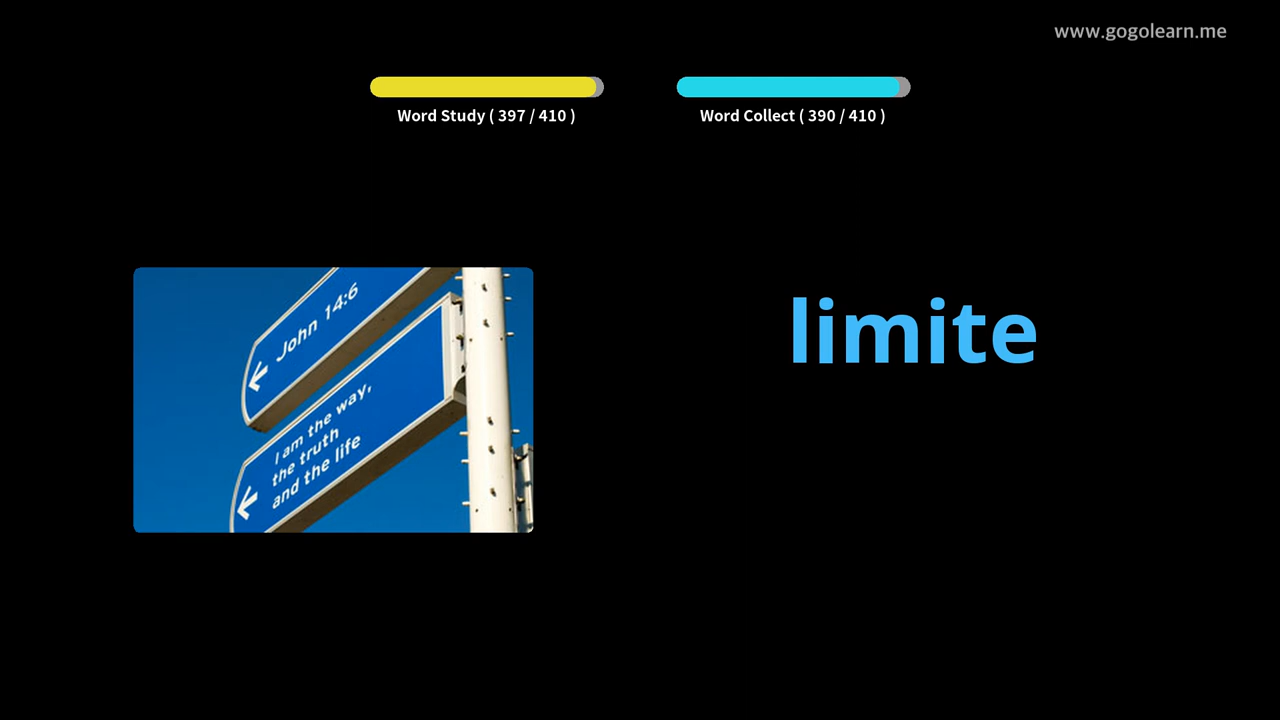 www.gogolearn.me
Word Study ( 397 / 410 )
Word Collect ( 390 / 410 )
limite
John 14:6
I am the way,
the truth
and the life